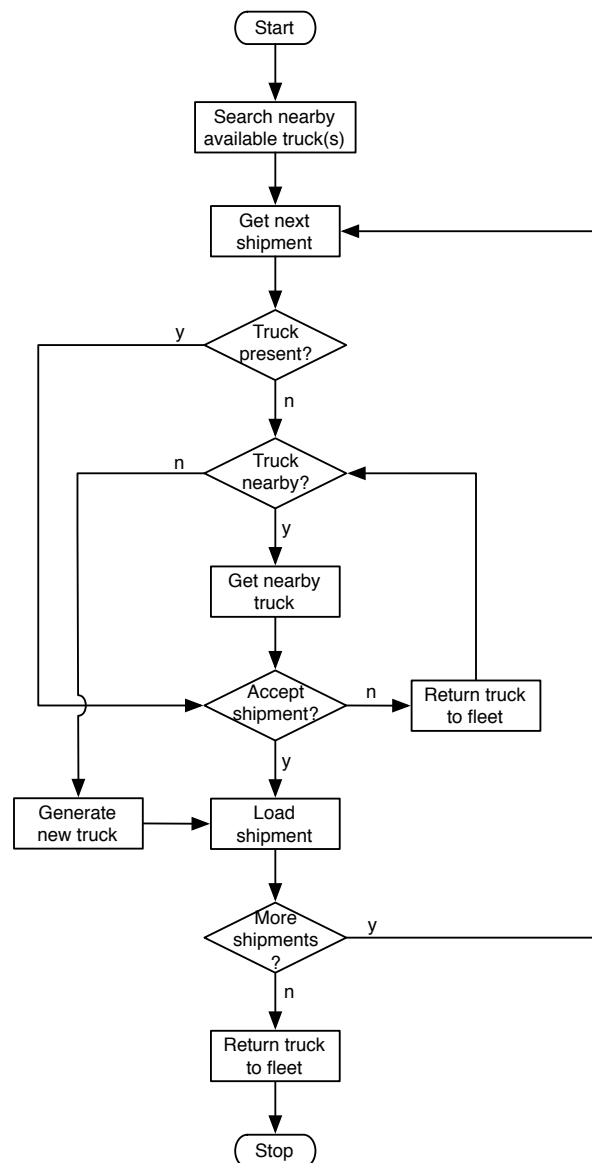 Start
Search nearby
available truck(s)
Get next
shipment
y
Truck
present?
n
n
Truck
nearby?
y
Get nearby
truck
Accept
shipment?
n
Return truck
to fleet
y
Generate
new truck
Load
shipment
More
shipments
?
y
n
Return truck
to fleet
Stop